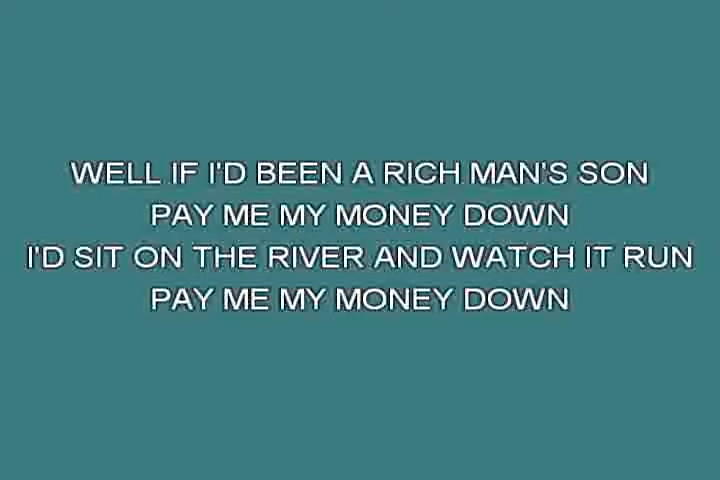 WELL IF I'D BEEN A RICH MAN'S SON
PAY ME MY MONEY DOWN
I'D SIT ON THE RIVER AND WATCH IT RUN
PAY ME MY MONEY DOWN